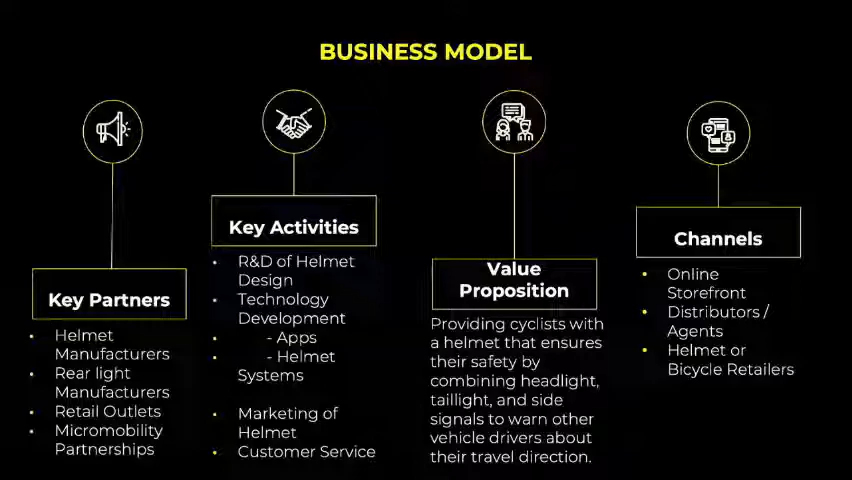 BUSINESS MODEL
Key Partners
• Helmet
Manufacturers
• Rear light
Manufacturers
• Retail Outlets
• Micromobility
Partnerships
Key Activities
• R&D of Helmet
Design
• Technology
Development
• - Apps
• - Helmet
Systems
• Marketing of
Helmet
• Customer Service
Value
Proposition
Providing cyclists with
a helmet that ensures
their safety by
combining headlight,
taillight, and side
signals to warn other
vehicle drivers about
their travel direction.
Channels
• Online
Storefront
• Distributors /
Agents
• Helmet or
Bicycle Retailers